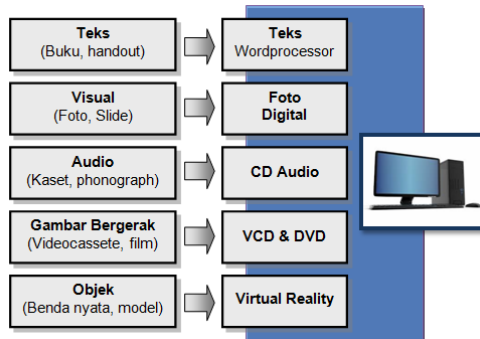 Teks
(Buku, handout)
Teks
Wordprocessor
Visual
(Foto, Slide)
Foto
Digital
Audio
(Kaset, phonograph)
CD Audio
Gambar Bergerak
(Videocassete, film)
VCD & DVD
Objek
(Benda nyata, model)
Virtual Reality